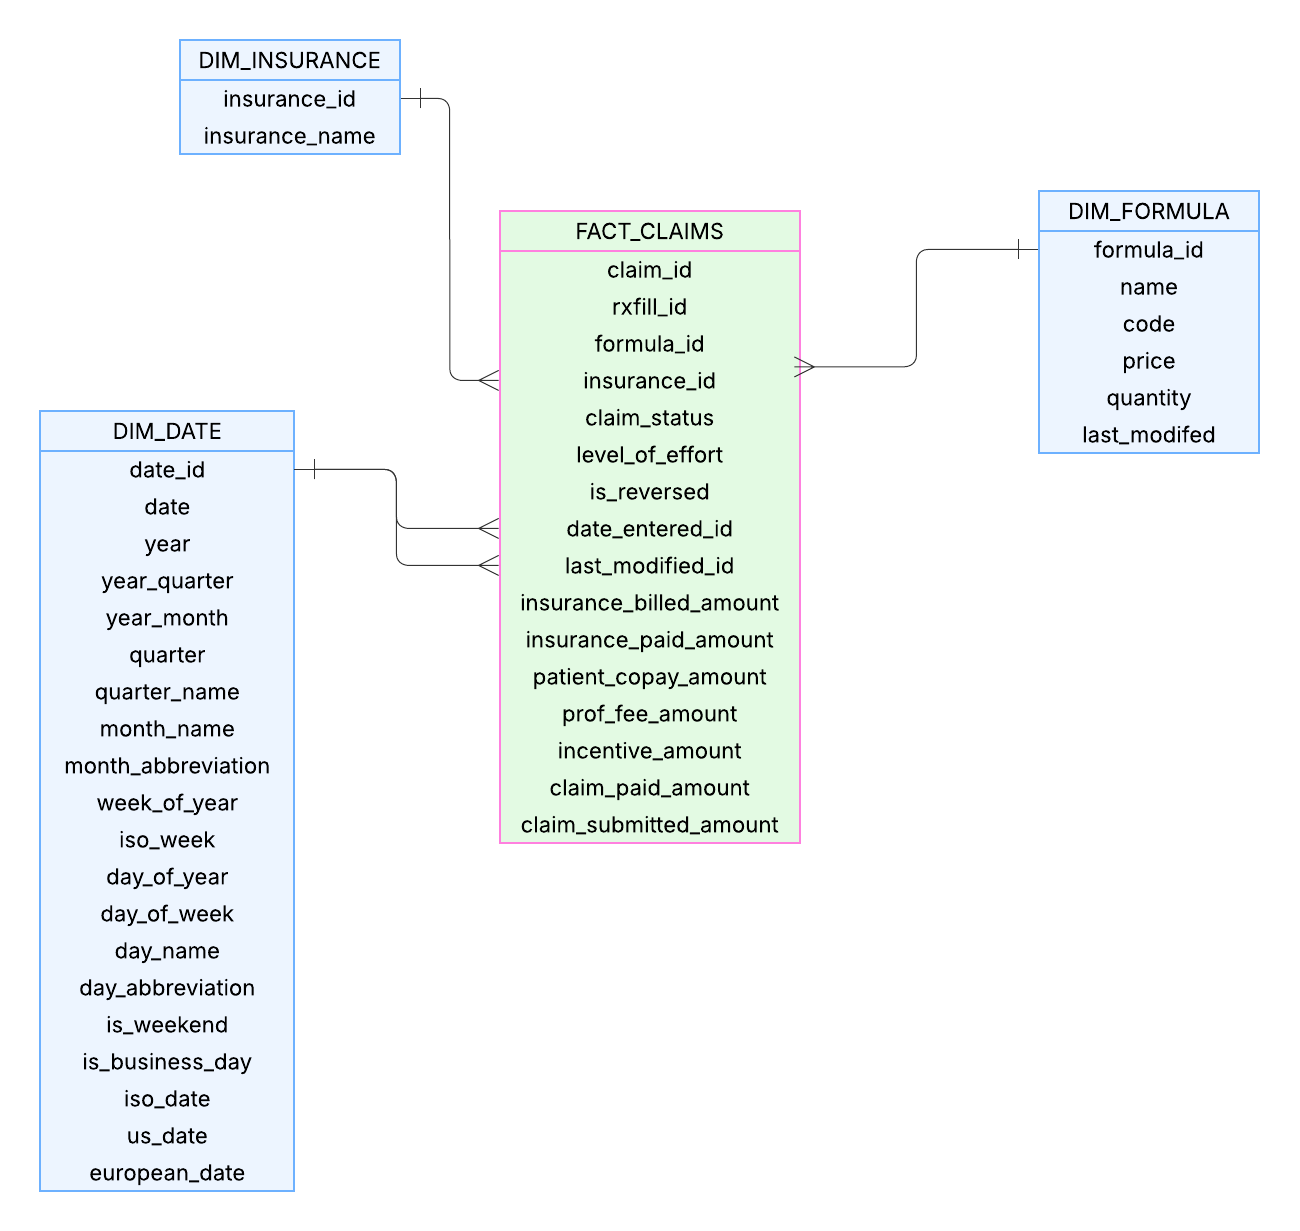 DIM_INSURANCE
insurance_id
insurance_name
DIM_FORMULA
formula_id
name
code
price
quantity
last_modifed
FACT_CLAIMS
claim_id
rxfill_id
formula_id
insurance_id
claim_status
level_of_effort
is_reversed
date_entered_id
last_modified_id
insurance_billed_amount
insurance_paid_amount
patient_copay_amount
prof_fee_amount
incentive_amount
claim_paid_amount
claim_submitted_amount
DIM_DATE
date_id
date
year
year_quarter
year_month
quarter
quarter_name
month_name
month_abbreviation
week_of_year
iso_week
day_of_year
day_of_week
day_name
day_abbreviation
is_weekend
is_business_day
iso_date
us_date
european_date